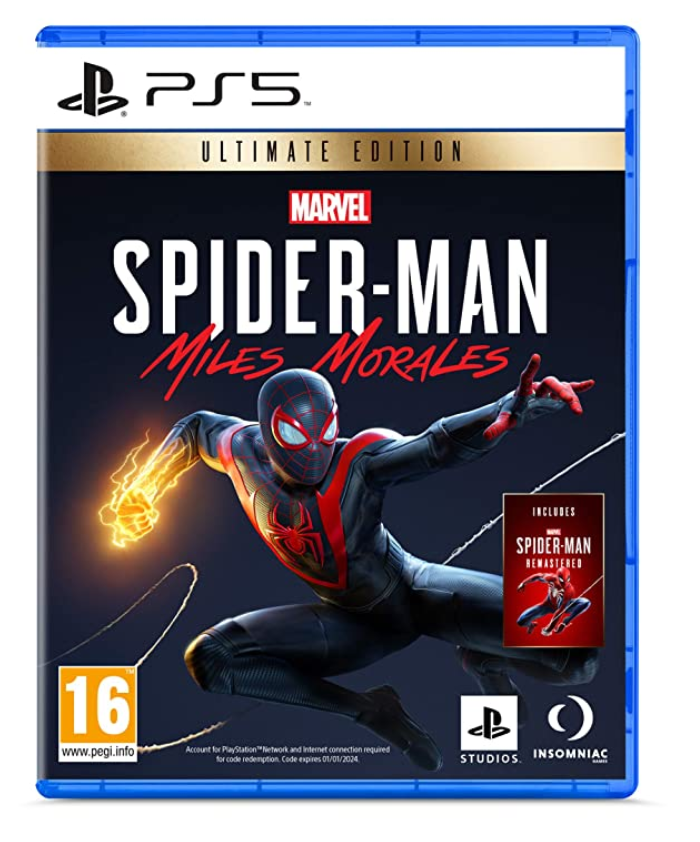 PS5
ULTIMATE EDITION
MARVEL
SPIDER-MAN
MILES MORALES
INCLUDES
MARVEL
SPIDER-MAN
REMASTERED
16
www.pegi.info
Account for PlayStation™Network and Internet connection required
for code redemption. Code expires 01/01/2024.
STUDIOS
INSOMNIAC
GAMES